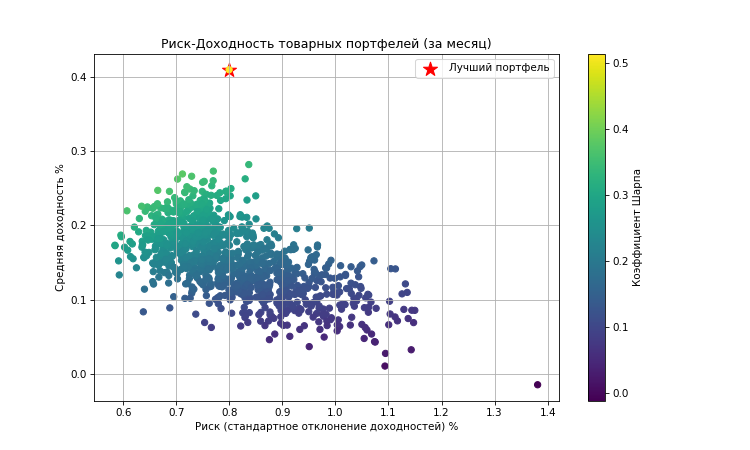 Риск-Доходность товарных портфелей (за месяц)
Лучший портфель
Средняя доходность %
0.4
0.3
0.2
0.1
0.0
0.6 0.7 0.8 0.9 1.0 1.1 1.2 1.3 1.4
Риск (стандартное отклонение доходностей) %
0.5
0.4
0.3
0.2
0.1
0.0
Коэффициент Шарпа